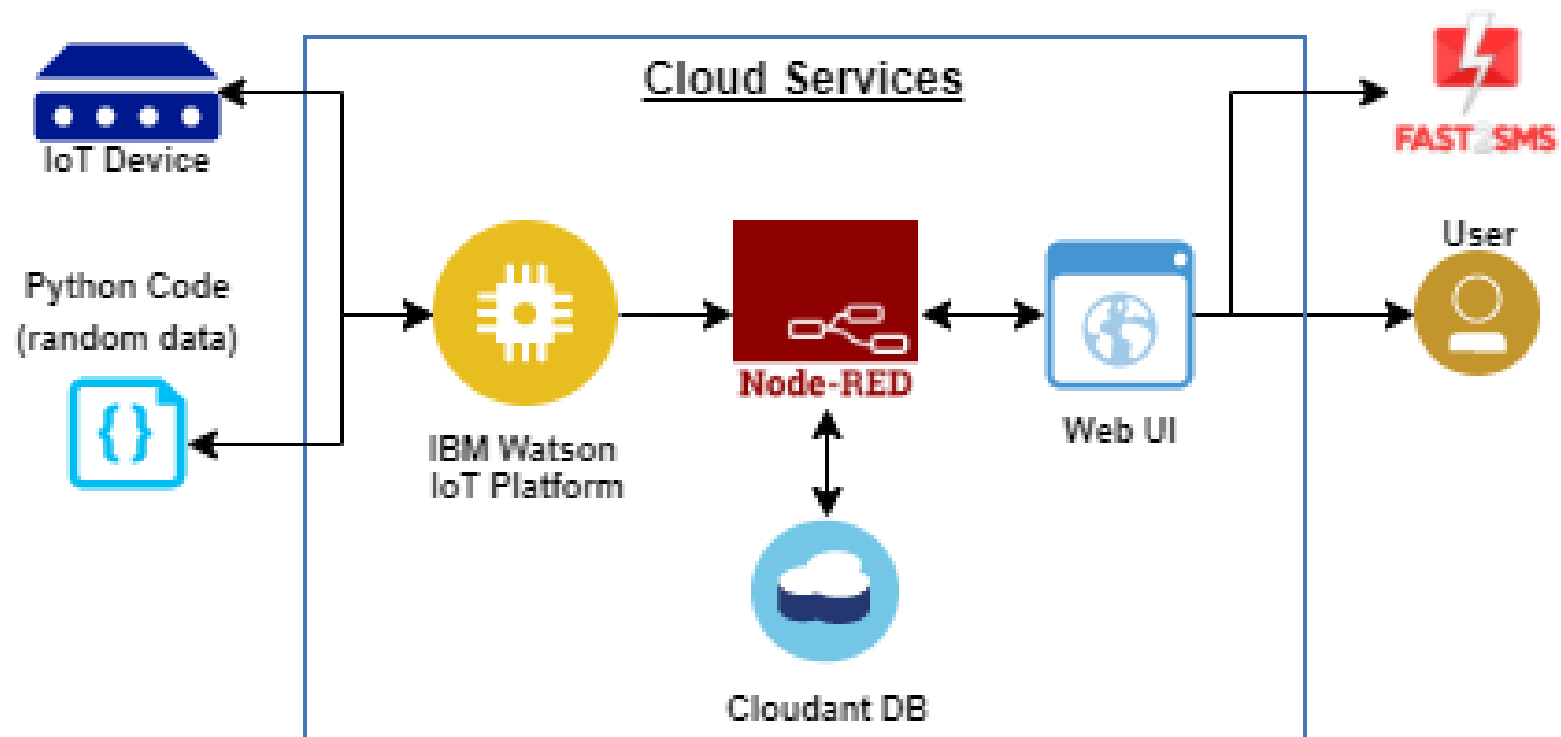 Cloud Services
IoT Device
FAST2SMS
User
Python Code
(random data)
Node-RED
Web UI
IBM Watson
IoT Platform
Cloudant DB